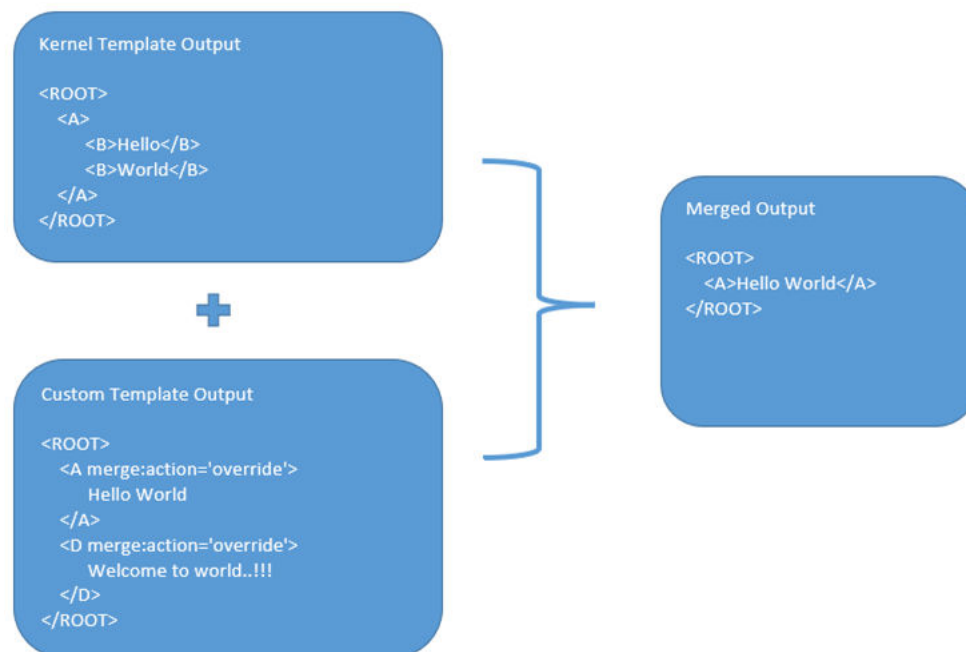 Kernel Template Output
<ROOT>
<A>
<B>Hello</B>
<B>World</B>
</A>
</ROOT>
Custom Template Output
<ROOT>
<A merge:action='override'>
Hello World
</A>
<D merge:action='override'>
Welcome to world..!!!
</D>
</ROOT>
Merged Output
<ROOT>
<A>Hello World</A>
</ROOT>